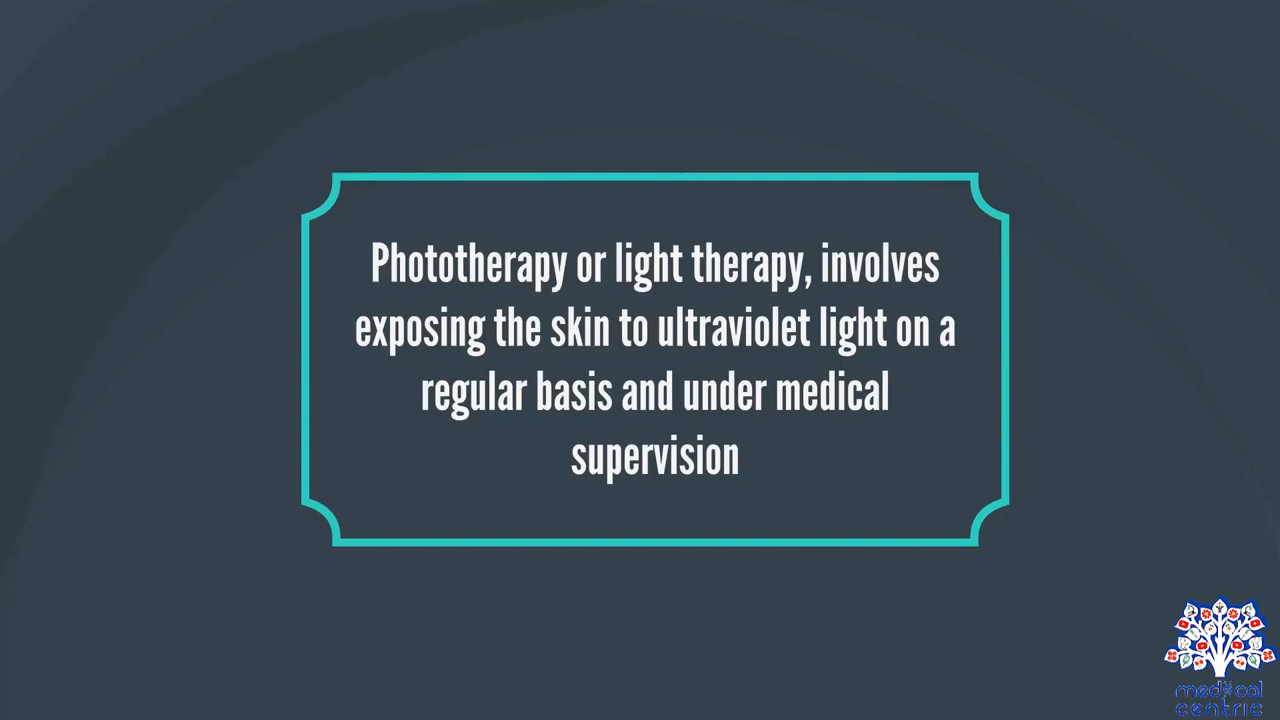 Phototherapy or light therapy, involves
exposing the skin to ultraviolet light on a
regular basis and under medical
supervision
medical
centric